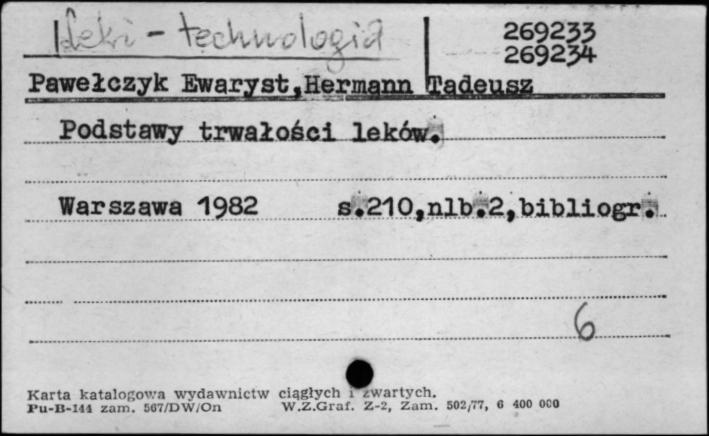 Leki - technologia
269233
269234
Pawełczyk Ewaryst,Hermann Tadeusz
Podstawy trwałości leków.
Warszawa 1982 s.210,nlb.2,bibliogr.
6
Karta katalogowa wydawnictw ciągłych i zwartych.
Pu-B-144 zam. 567/DW/On W.Z.Graf. Z-2, Zam. 502/77, 6 400 000